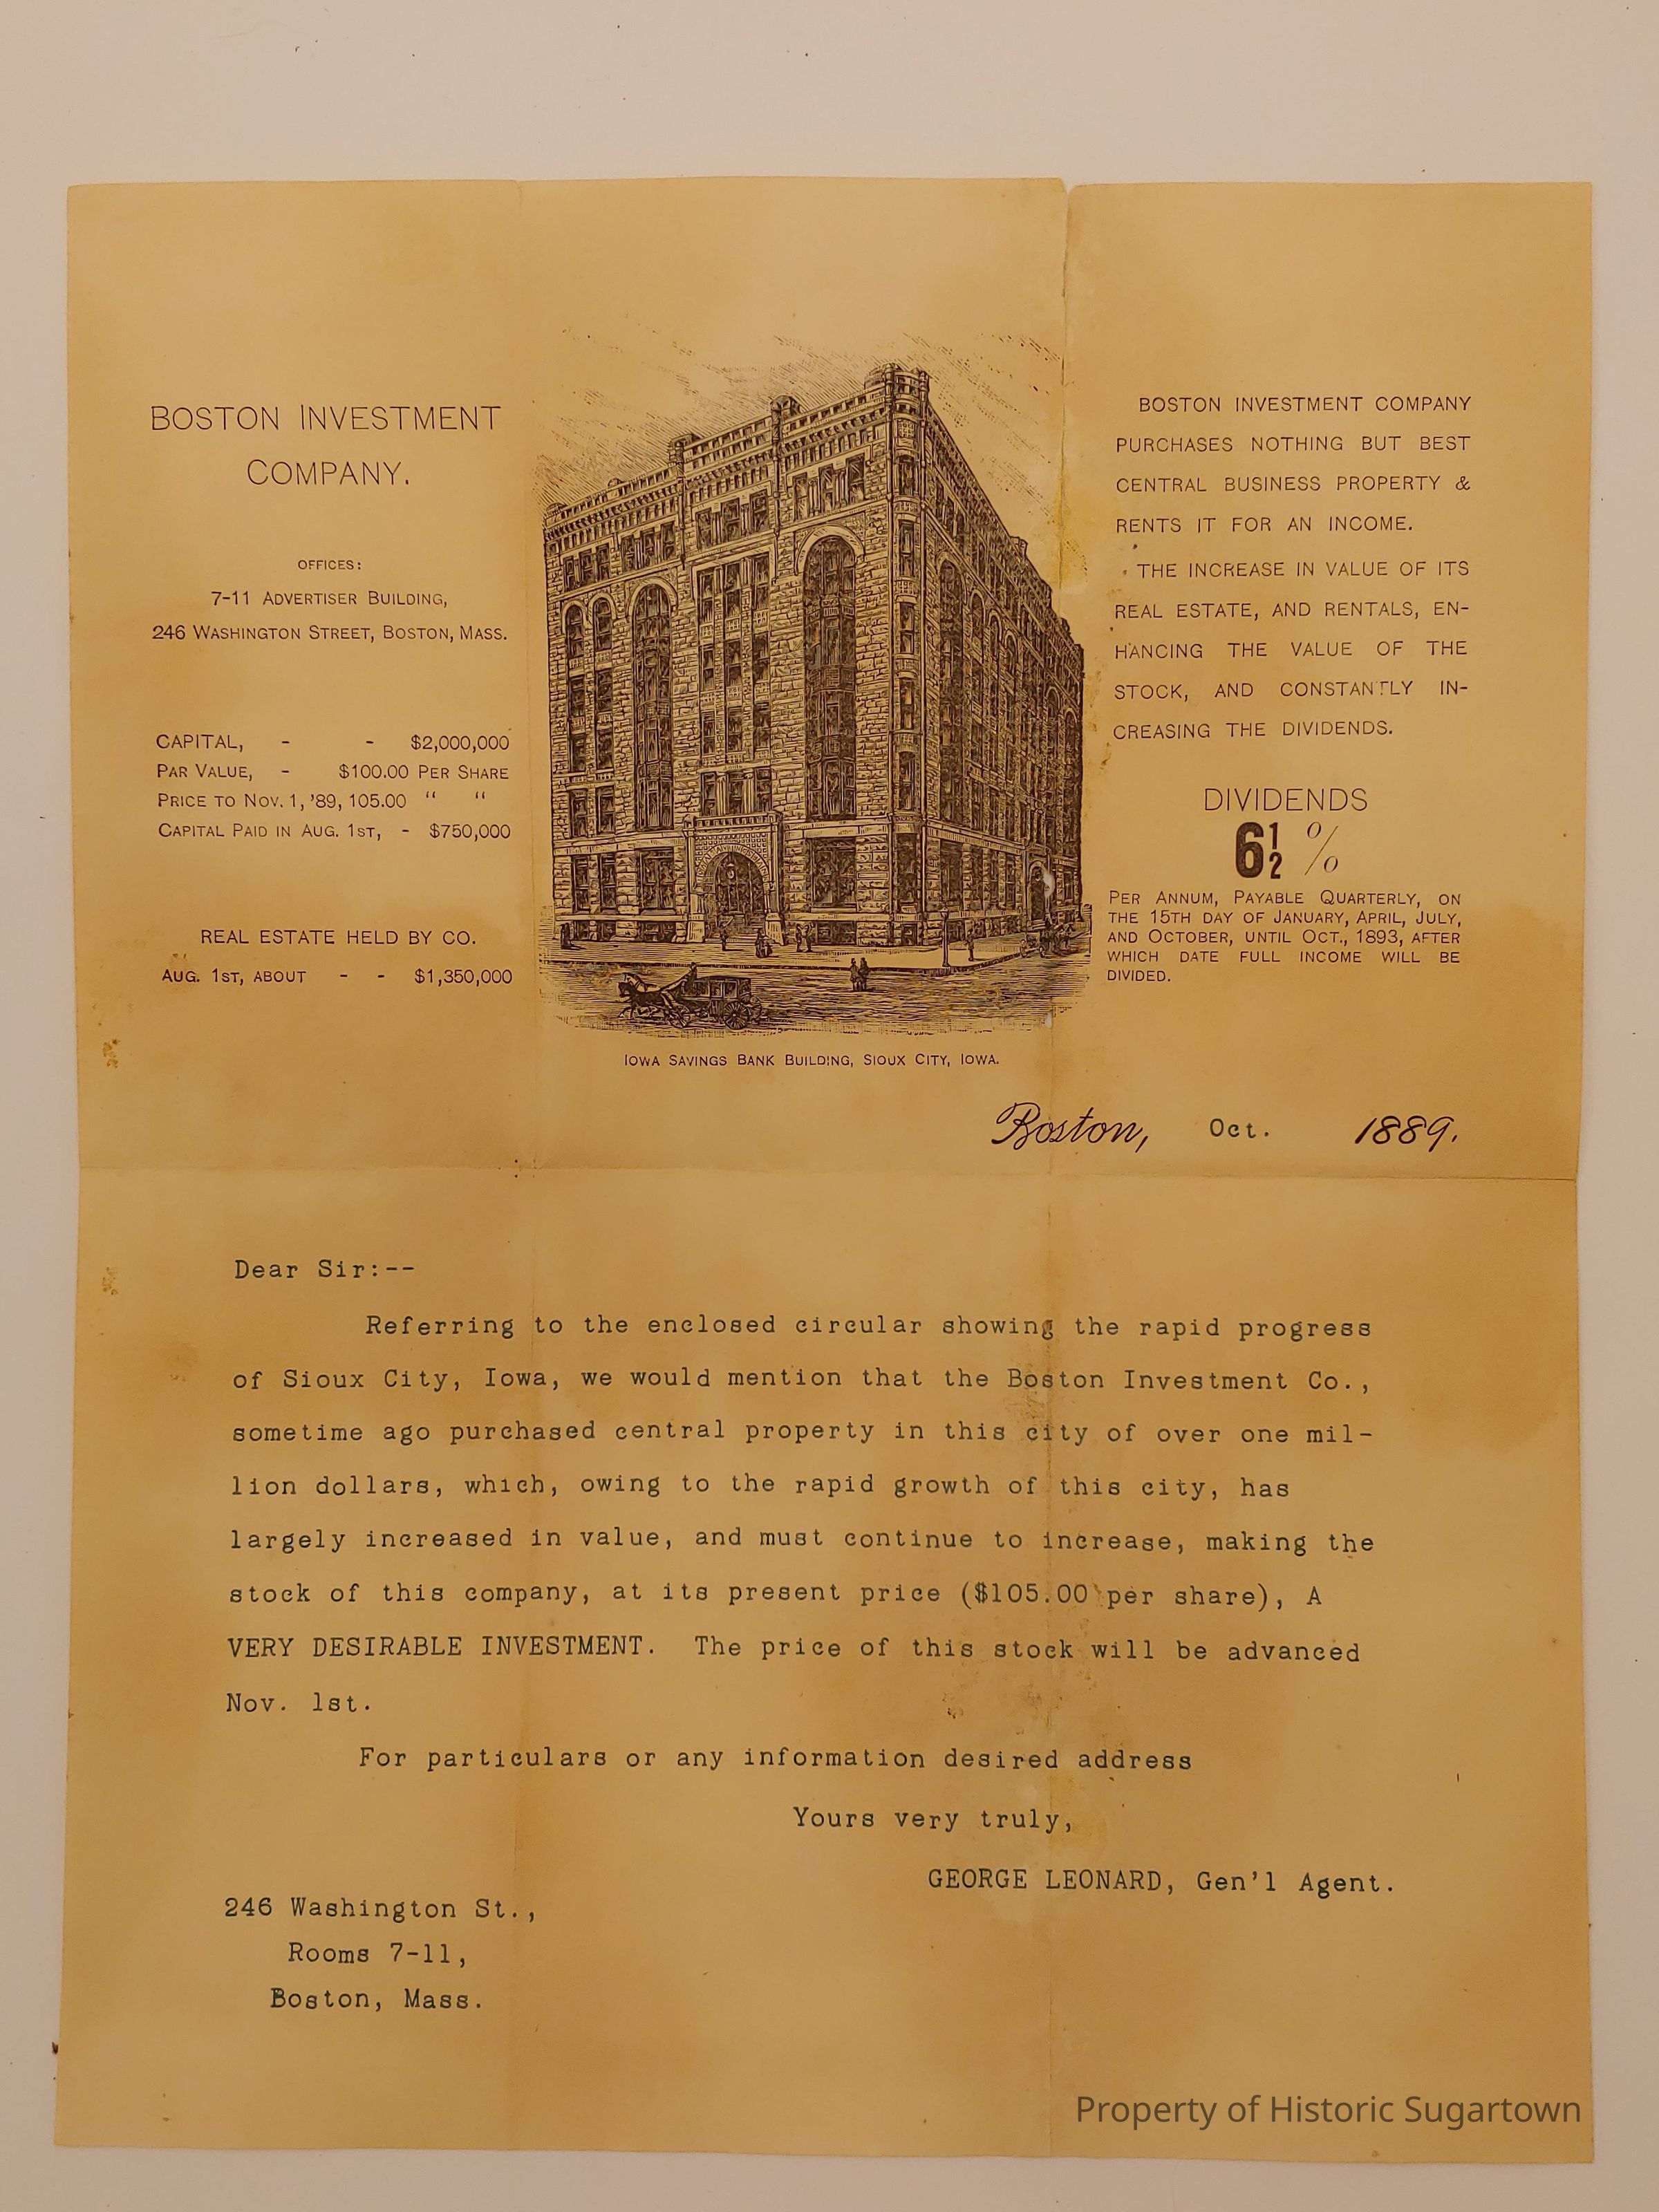 BOSTON INVESTMENT
COMPANY.
OFFICES:
7-11 ADVERTISER BUILDING,
246 WASHINGTON STREET, BOSTON, MASS.
CAPITAL, - - $2,000,000
PAR VALUE, - $100.00 PER SHARE
PRICE TO NOV. 1, '89, 105.00 " "
CAPITAL PAID IN AUG. 1ST, - $750,000
REAL ESTATE HELD BY CO.
AUG. 1ST, ABOUT - - $1,350,000
IOWA SAVINGS BANK BUILDING, SIOUX CITY, IOWA.
BOSTON INVESTMENT COMPANY
PURCHASES NOTHING BUT BEST
CENTRAL BUSINESS PROPERTY &
RENTS IT FOR AN INCOME.
THE INCREASE IN VALUE OF ITS
REAL ESTATE, AND RENTALS, EN-
HANCING THE VALUE OF THE
STOCK, AND CONSTANTLY IN-
CREASING THE DIVIDENDS.
DIVIDENDS
6½ %
PER ANNUM, PAYABLE QUARTERLY, ON
THE 15TH DAY OF JANUARY, APRIL, JULY,
AND OCTOBER, UNTIL OCT., 1893, AFTER
WHICH DATE FULL INCOME WILL BE
DIVIDED.
Boston, Oct. 1889.
Dear Sir:--
Referring to the enclosed circular showing the rapid progress
of Sioux City, Iowa, we would mention that the Boston Investment Co.,
sometime ago purchased central property in this city of over one mil-
lion dollars, which, owing to the rapid growth of this city, has
largely increased in value, and must continue to increase, making the
stock of this company, at its present price ($105.00 per share), A
VERY DESIRABLE INVESTMENT. The price of this stock will be advanced
Nov. 1st.
For particulars or any information desired address
Yours very truly,
GEORGE LEONARD, Gen'l Agent.
246 Washington St.,
Rooms 7-11,
Boston, Mass.
Property of Historic Sugartown